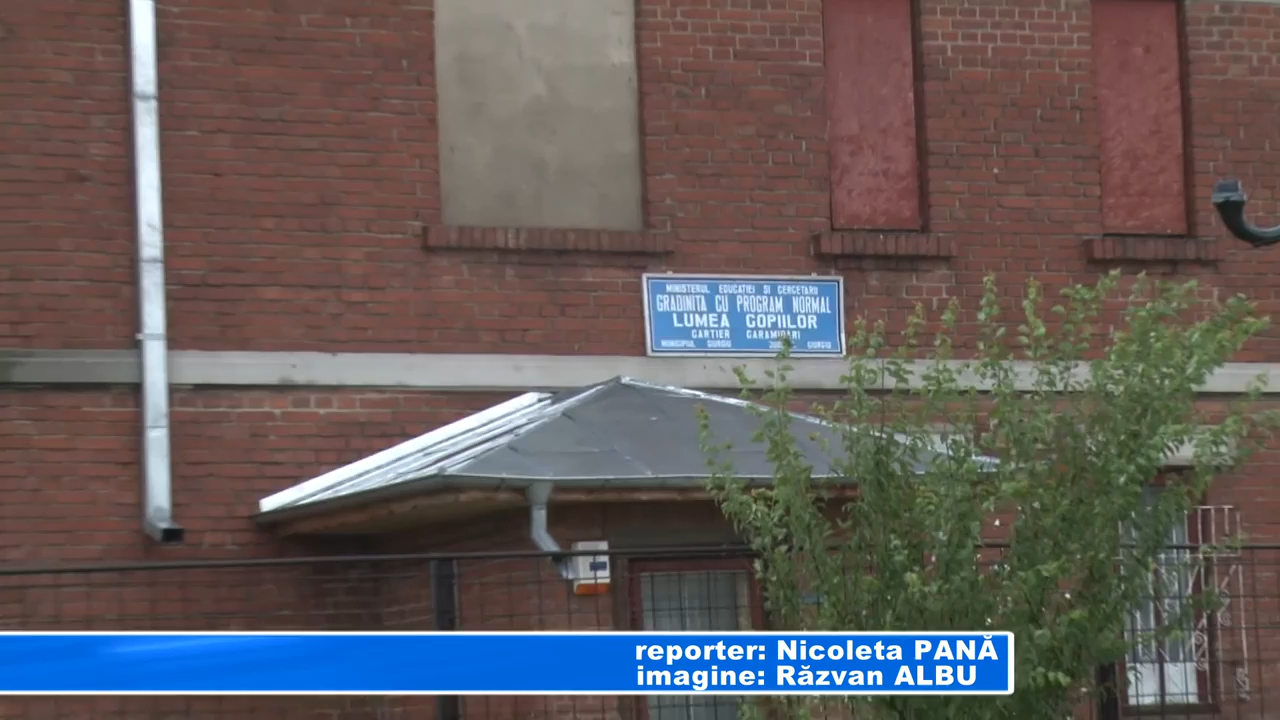 MINISTERUL EDUCATIEI SI CERCETARII
GRADINITA CU PROGRAM NORMAL
LUMEA COPIILOR
CARTIER CARAMIDARI
MUNICIPIUL GIURGIU GIURGIU
reporter: Nicoleta PANĂ
imagine: Răzvan ALBU